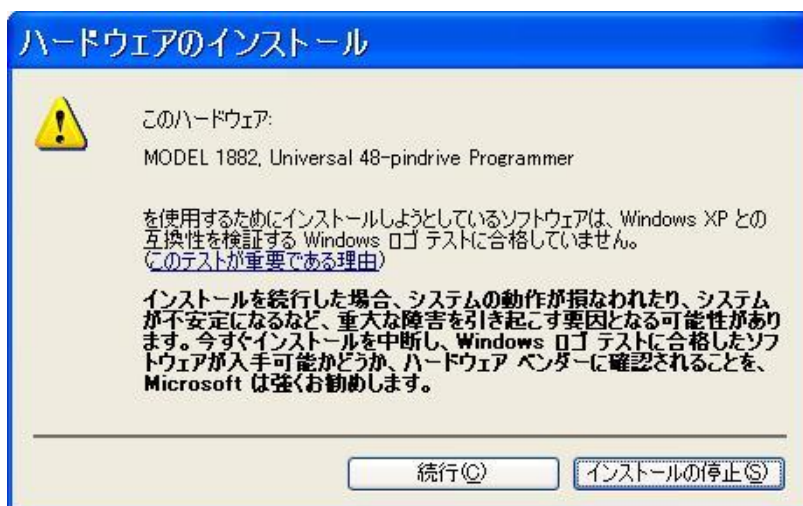 ハードウェアのインストール
このハードウェア:
MODEL 1882, Universal 48-pindrive Programmer
を使用するためにインストールしようとしているソフトウェアは、Windows XP との
互換性を検証する Windows ロゴ テストに合格していません。
(このテストが重要である理由)
インストールを続行した場合、システムの動作が損なわれたり、システム
が不安定になるなど、重大な障害を引き起こす要因となる可能性があり
ます。今すぐインストールを中断し、Windows ロゴ テストに合格したソフ
トウェアが入手可能かどうか、ハードウェア ベンダーに確認されることを、
Microsoft は強くお勧めします。
続行(C)
インストールの停止(S)